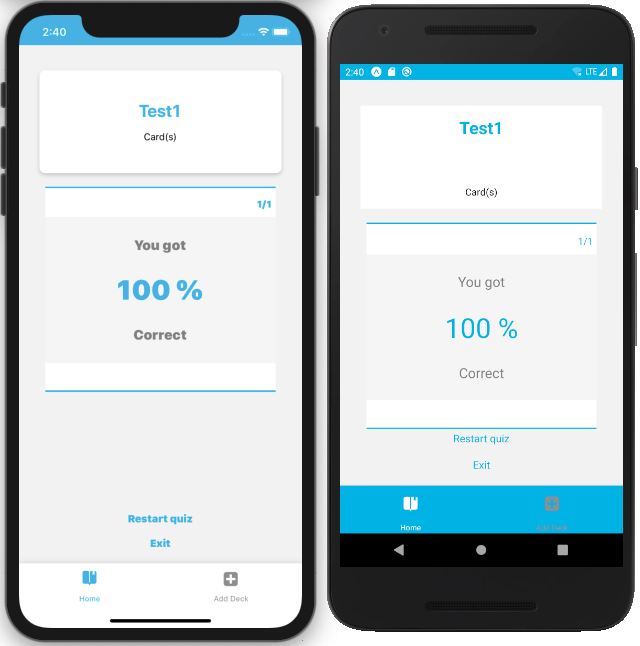 2:40
Test1
Card(s)
1/1
You got
100 %
Correct
Restart quiz
Exit
Home
Add Deck
2:40
LTE
Test1
Card(s)
1/1
You got
100 %
Correct
Restart quiz
Exit
Home
Add Deck